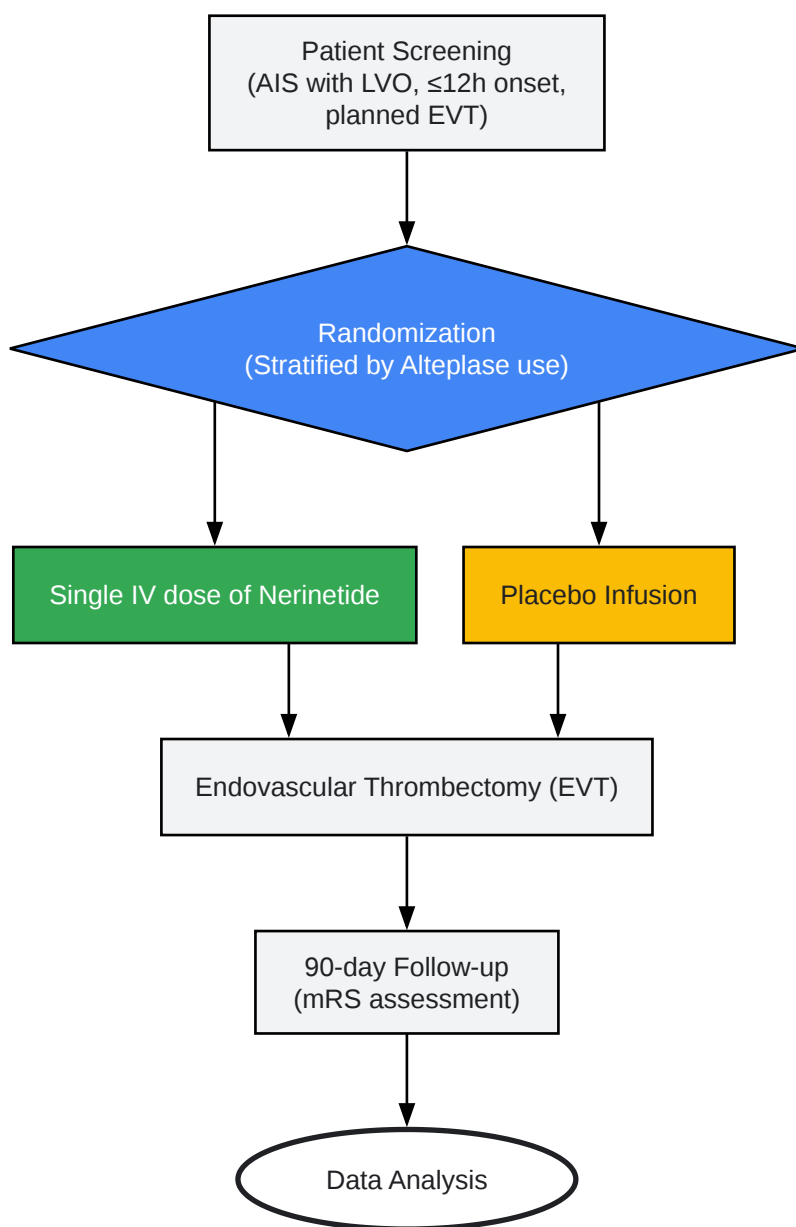 Patient Screening
(AIS with LVO, ≤12h onset,
planned EVT)
Randomization
(Stratified by Alteplase use)
Single IV dose of Nerinetide
Placebo Infusion
Endovascular Thrombectomy (EVT)
90-day Follow-up
(mRS assessment)
Data Analysis